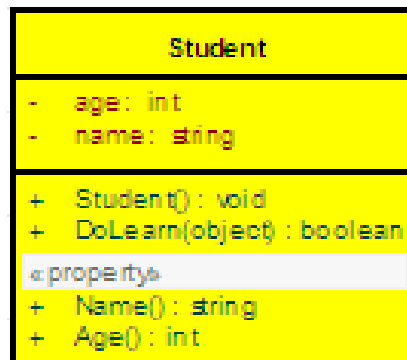 Student
- age: int
- name: string
+ Student() : void
+ DoLearn(object) : boolean
«property»
+ Name() : string
+ Age() : int